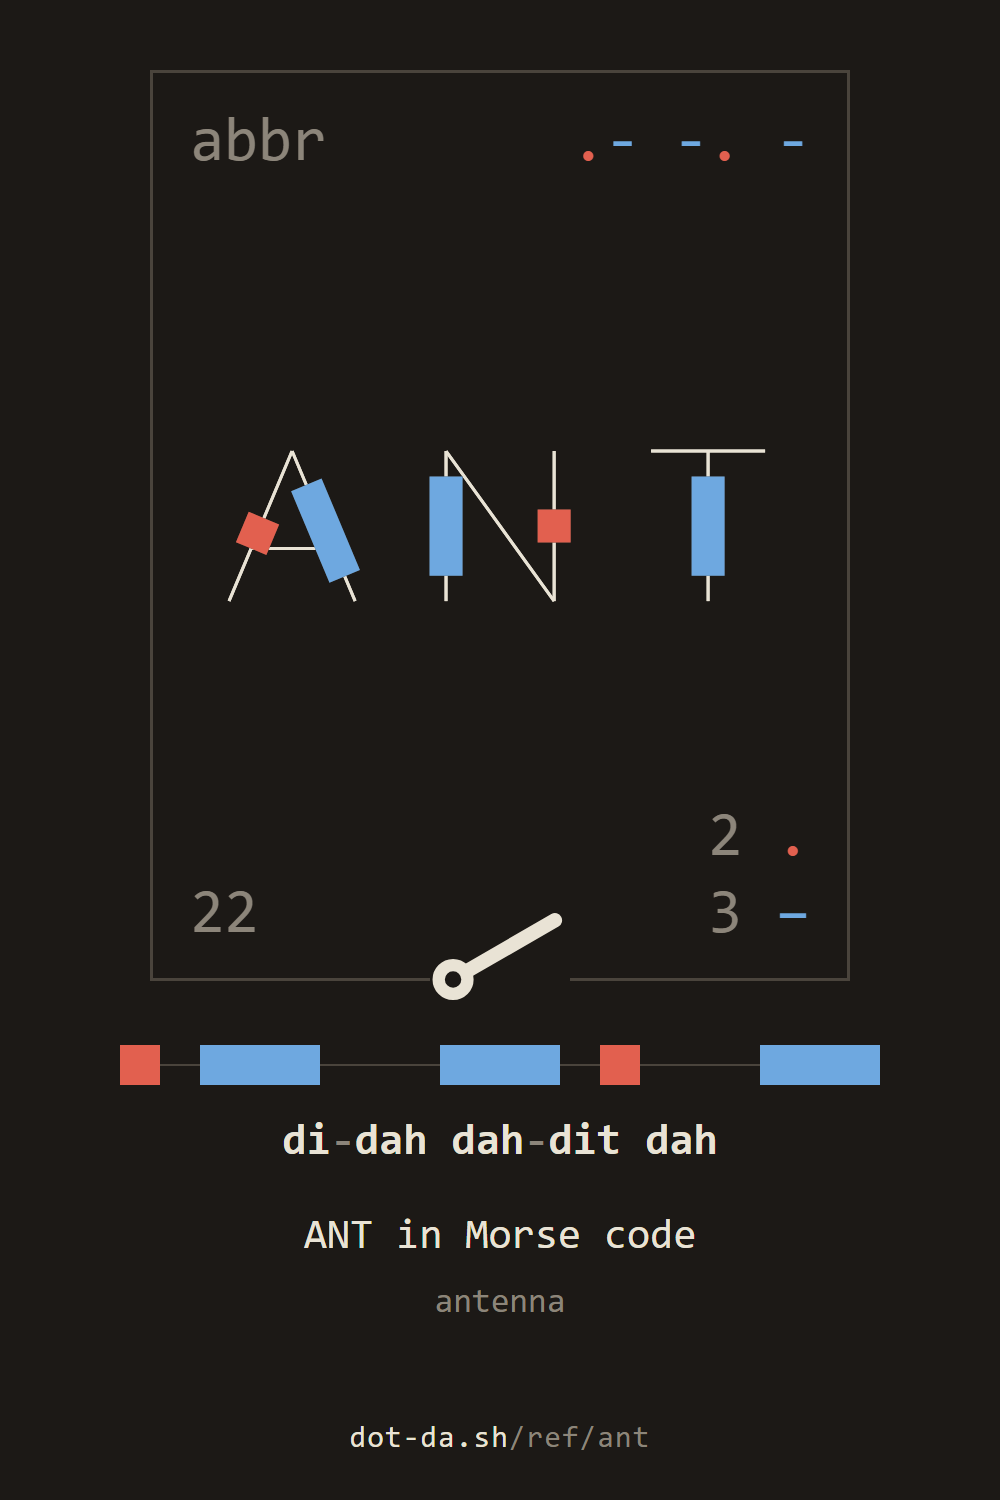 abbr .- -. -
ANT
2 .
22 3 –
di-dah dah-dit dah
ANT in Morse code
antenna
dot-da.sh/ref/ant